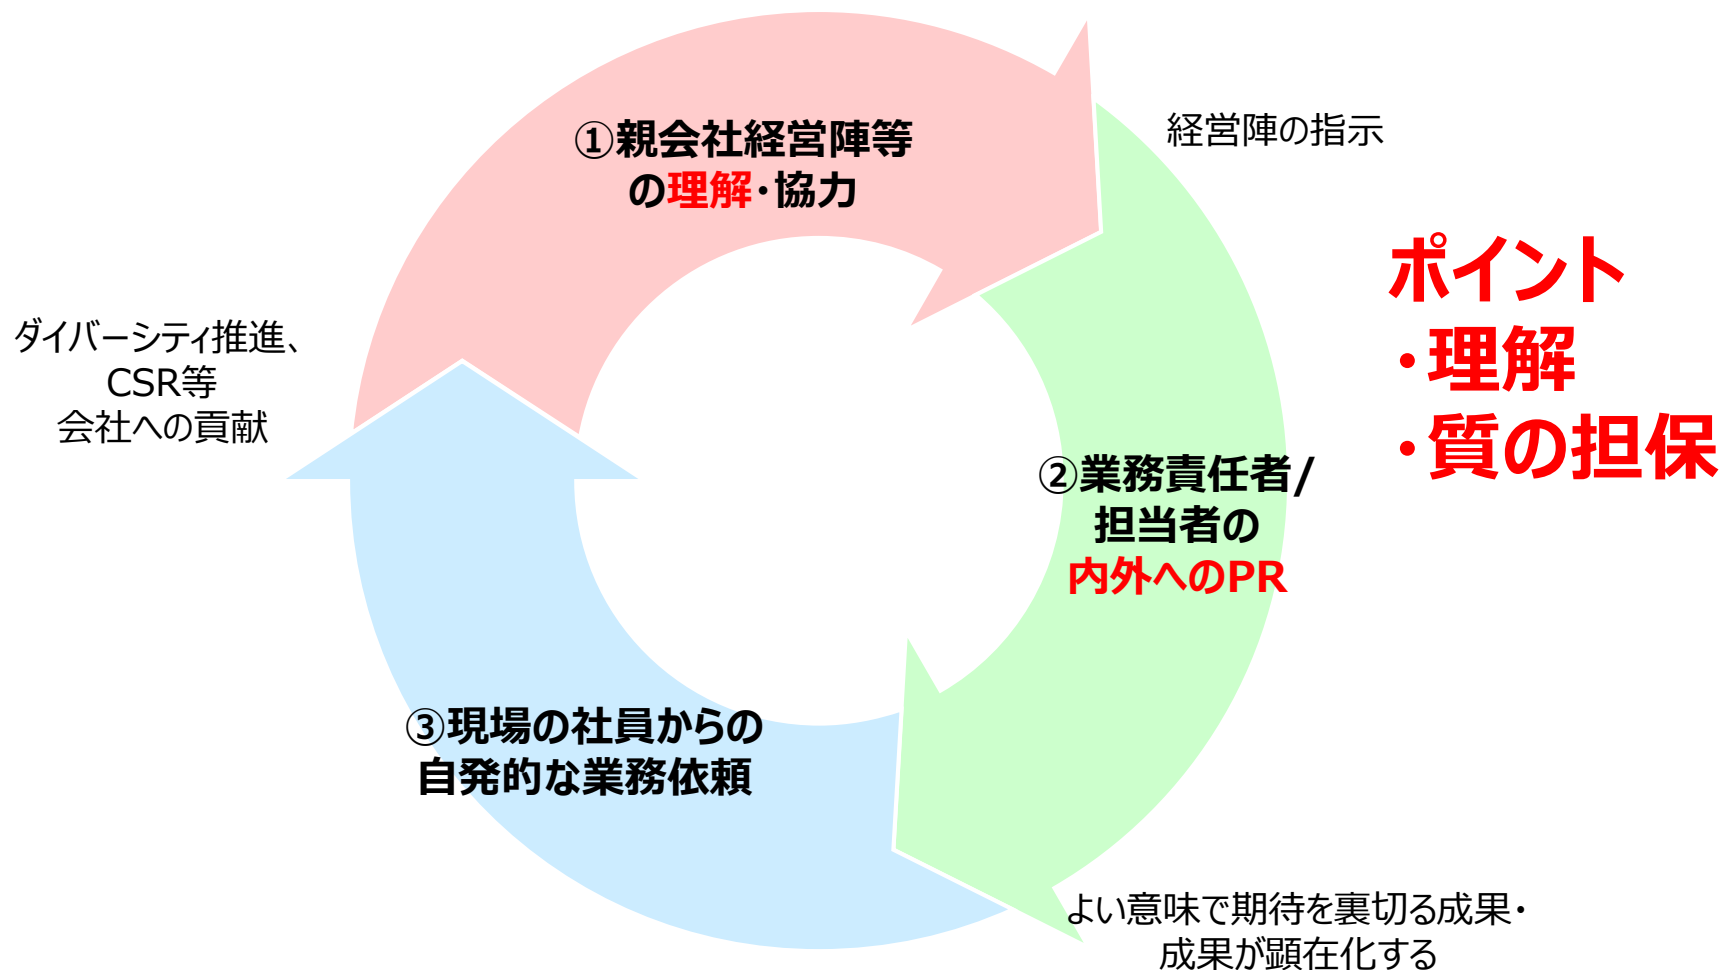 ①親会社経営陣等
の理解・協力
経営陣の指示
ポイント
・理解
・質の担保
②業務責任者/
担当者の
内外へのPR
よい意味で期待を裏切る成果・
成果が顕在化する
③現場の社員からの
自発的な業務依頼
ダイバーシティ推進、
CSR等
会社への貢献